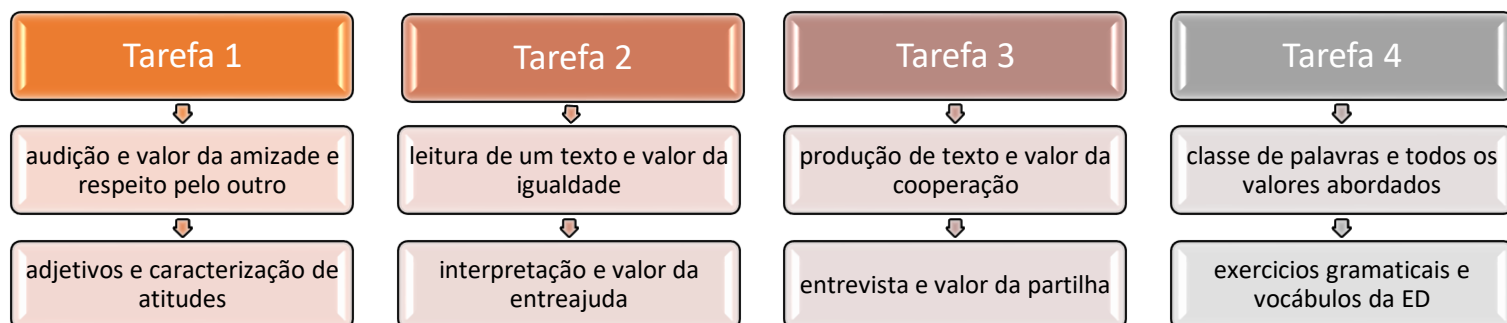 Tarefa 1
audição e valor da amizade e
respeito pelo outro
adjetivos e caracterização de
atitudes
Tarefa 2
leitura de um texto e valor da
igualdade
interpretação e valor da
entreajuda
Tarefa 3
produção de texto e valor da
cooperação
entrevista e valor da partilha
Tarefa 4
classe de palavras e todos os
valores abordados
exercicios gramaticais e
vocábulos da ED